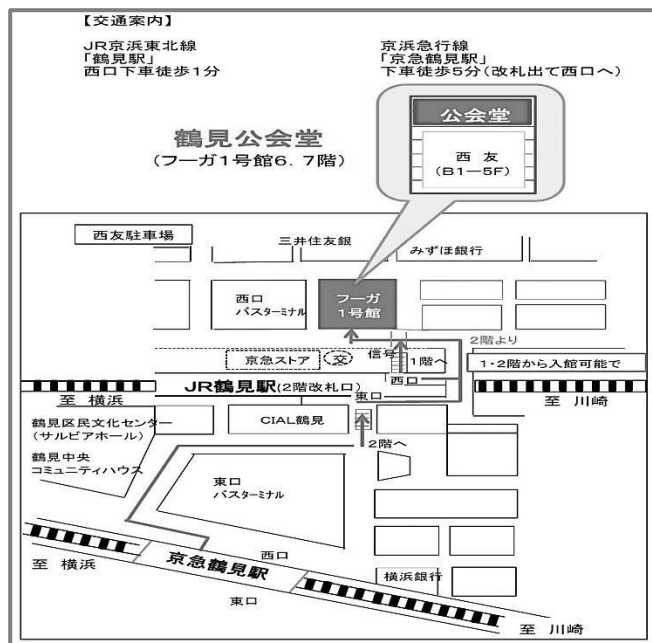 【交通案内】
JR京浜東北線
「鶴見駅」
西口下車徒歩1分
京浜急行線
「京急鶴見駅」
下車徒歩5分(改札出て西口へ)
鶴見公会堂
(フーガ1号館6．7階)
公会堂
西 友
(B1－5F)
西友駐車場
三井住友銀
みずほ銀行
西口
バスターミナル
フーガ
1号館
2階より
京急ストア
交
信号
1階へ
1・2階から入館可能で
西口
JR鶴見駅(2階改札口)
東口
至 横浜
至 川崎
鶴見区民文化センター
(サルビアホール)
CIAL鶴見
2階へ
鶴見中央
コミュニティハウス
東口
バスターミナル
西口
京急鶴見駅
至 横浜
東口
横浜銀行
至 川崎